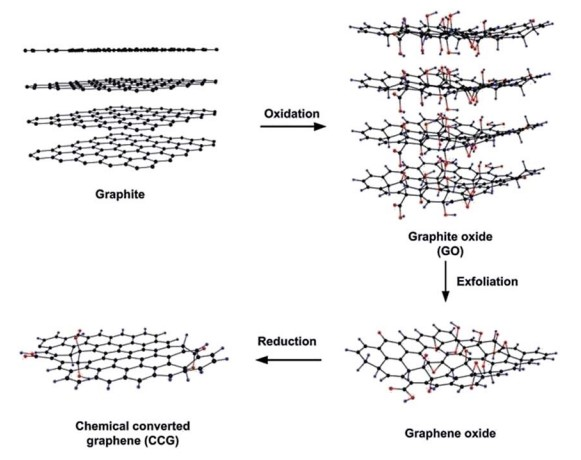 Oxidation
Graphite
Graphite oxide
(GO)
Exfoliation
Reduction
Chemical converted
graphene (CCG)
Graphene oxide